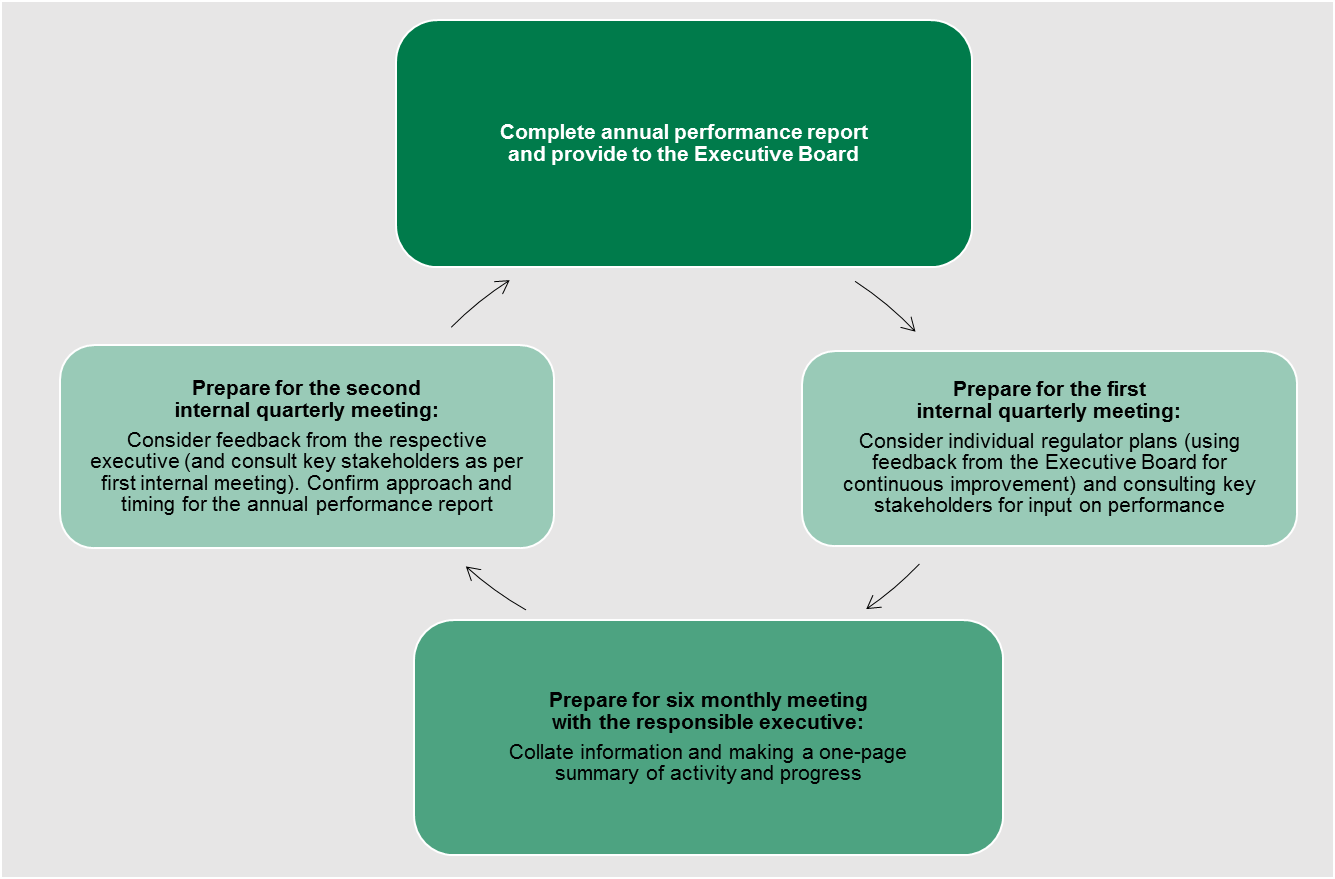 Complete annual performance report
and provide to the Executive Board
Prepare for the first
internal quarterly meeting:
Consider individual regulator plans (using
feedback from the Executive Board for
continuous improvement) and consulting key
stakeholders for input on performance
Prepare for six monthly meeting
with the responsible executive:
Collate information and making a one-page
summary of activity and progress
Prepare for the second
internal quarterly meeting:
Consider feedback from the respective
executive (and consult key stakeholders as per
first internal meeting). Confirm approach and
timing for the annual performance report